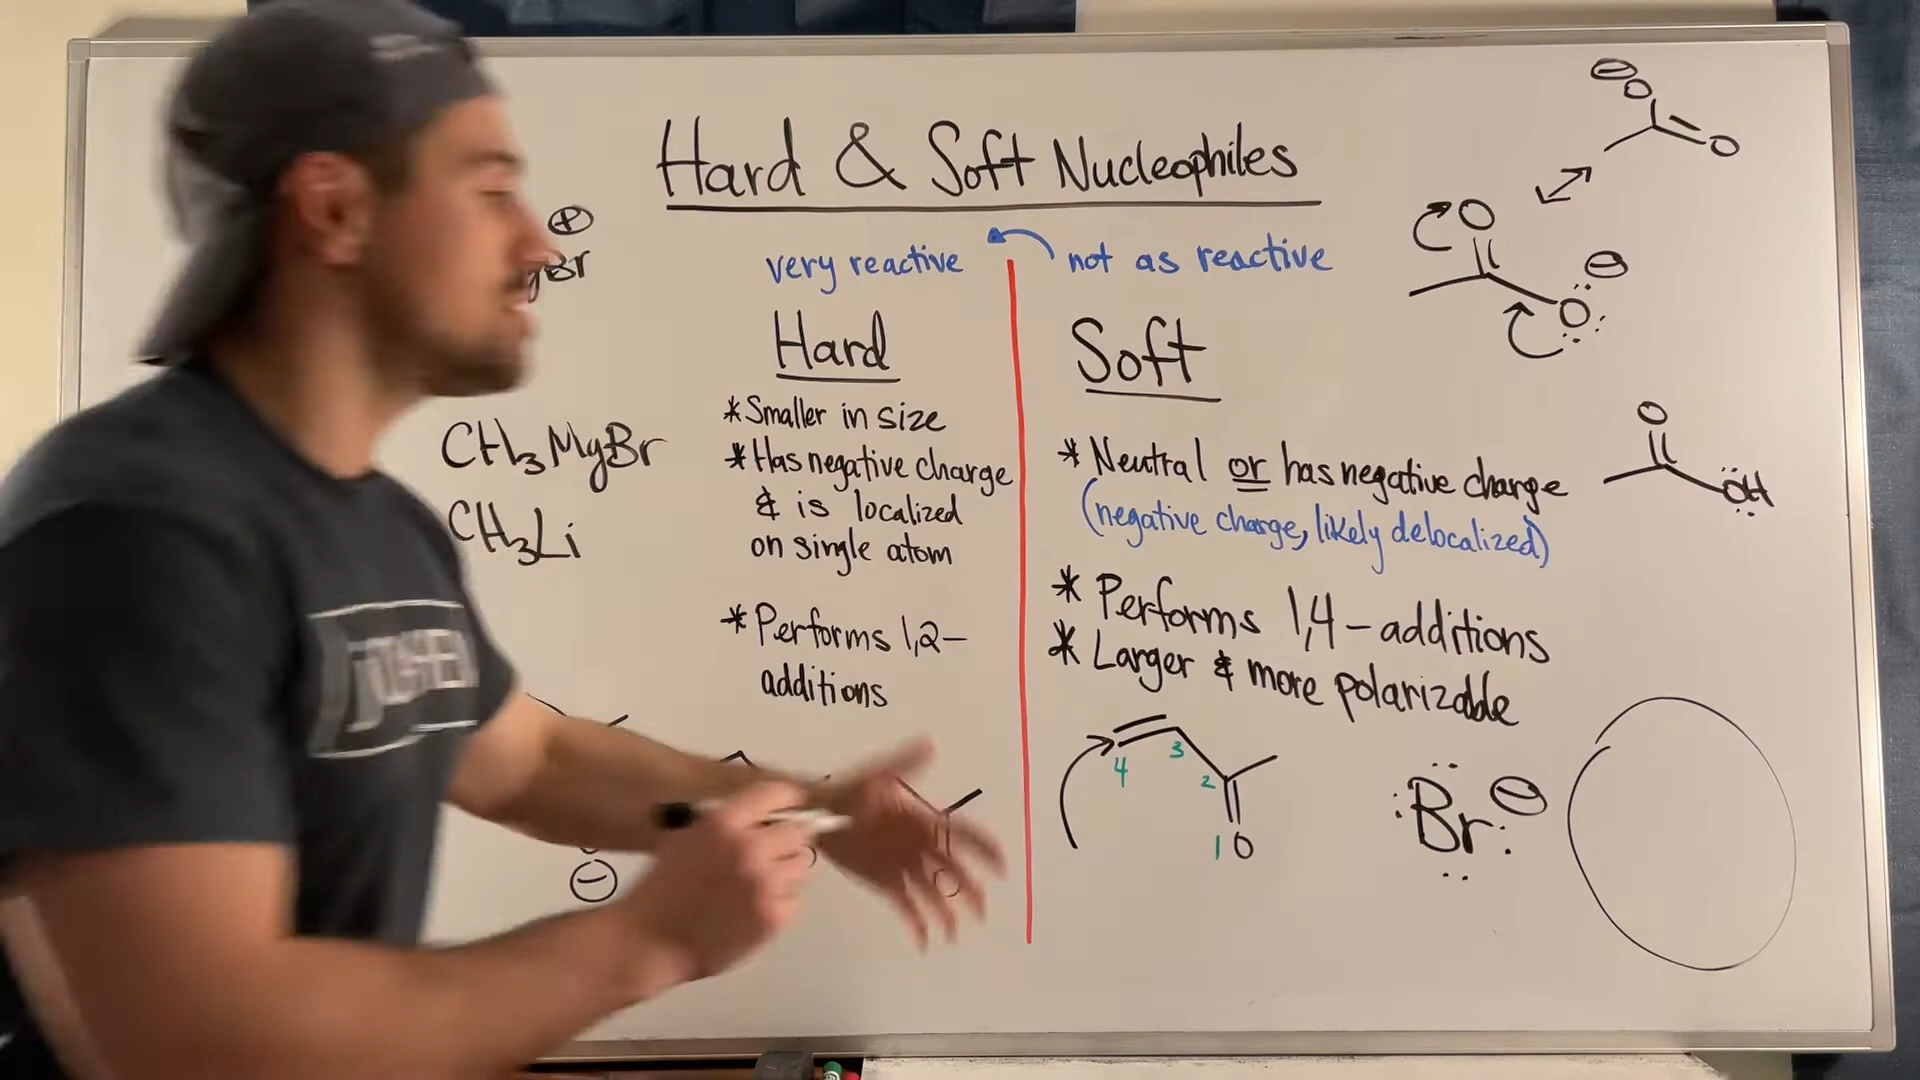 Hard & Soft Nucleophiles
very reactive
not as reactive
Hard
* Smaller in size
* Has negative charge
& is localized
on single atom
* Performs 1,2-
additions
Soft
* Neutral or has negative charge
(negative charge, likely delocalized)
* Performs 1,4-additions
* Larger & more polarizable
CH₃MgBr
CH₃Li
⊕
gBr
⊖
O
⊖
O
O
O
⊖
O
O
OH
4
3
2
1 O
Br ⊖